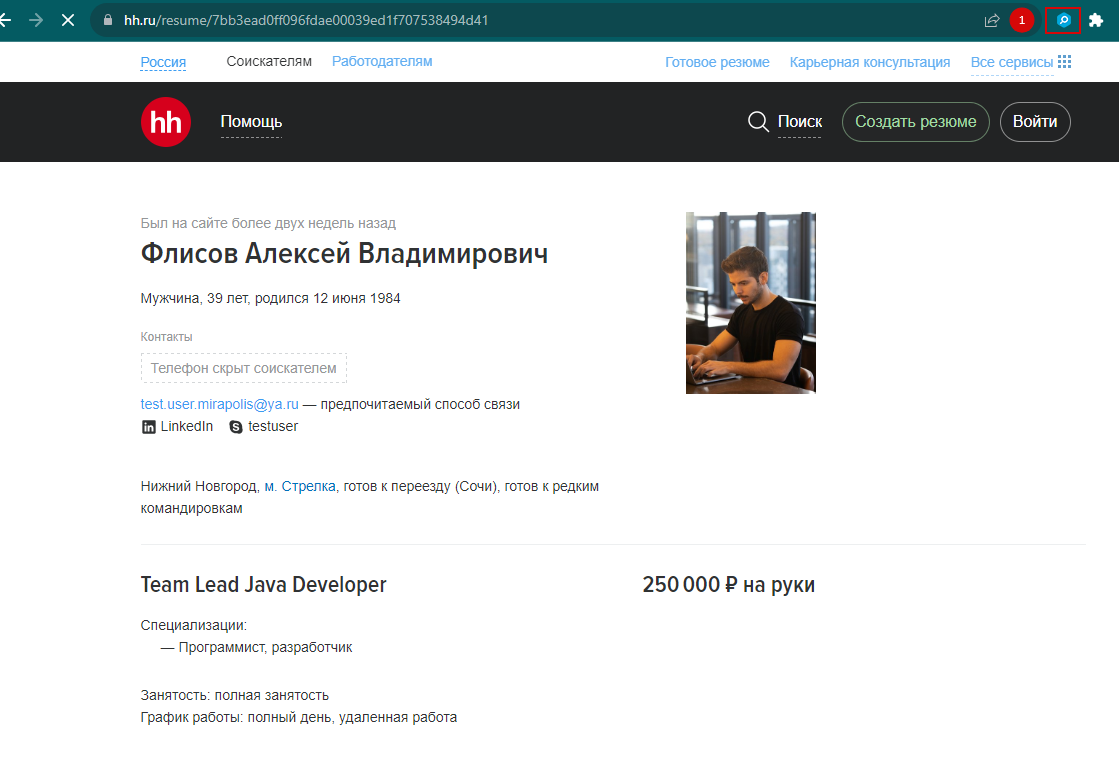 hh.ru/resume/7bb3ead0ff096fdae00039ed1f707538494d41
1
Россия Соискателям Работодателям Готовое резюме Карьерная консультация Все сервисы
hh Помощь Поиск Создать резюме Войти
Был на сайте более двух недель назад
Флисов Алексей Владимирович
Мужчина, 39 лет, родился 12 июня 1984
Контакты
Телефон скрыт соискателем
test.user.mirapolis@ya.ru — предпочитаемый способ связи
in LinkedIn S testuser
Нижний Новгород, м. Стрелка, готов к переезду (Сочи), готов к редким
командировкам
Team Lead Java Developer 250 000 ₽ на руки
Специализации:
— Программист, разработчик
Занятость: полная занятость
График работы: полный день, удаленная работа